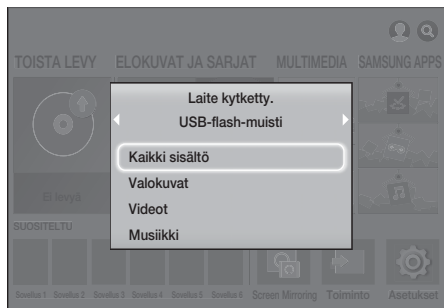 TOISTA LEVY ELOKUVAT JA SARJAT MULTIMEDIA SAMSUNG APPS
Laite kytketty.
USB-flash-muisti
Kaikki sisältö
Valokuvat
Videot
Musiikki
Ei levyä
SUOSITELTU
Sovellus 1 Sovellus 2 Sovellus 3 Sovellus 4 Sovellus 5 Sovellus 6 Screen Mirroring Toiminto Asetukset